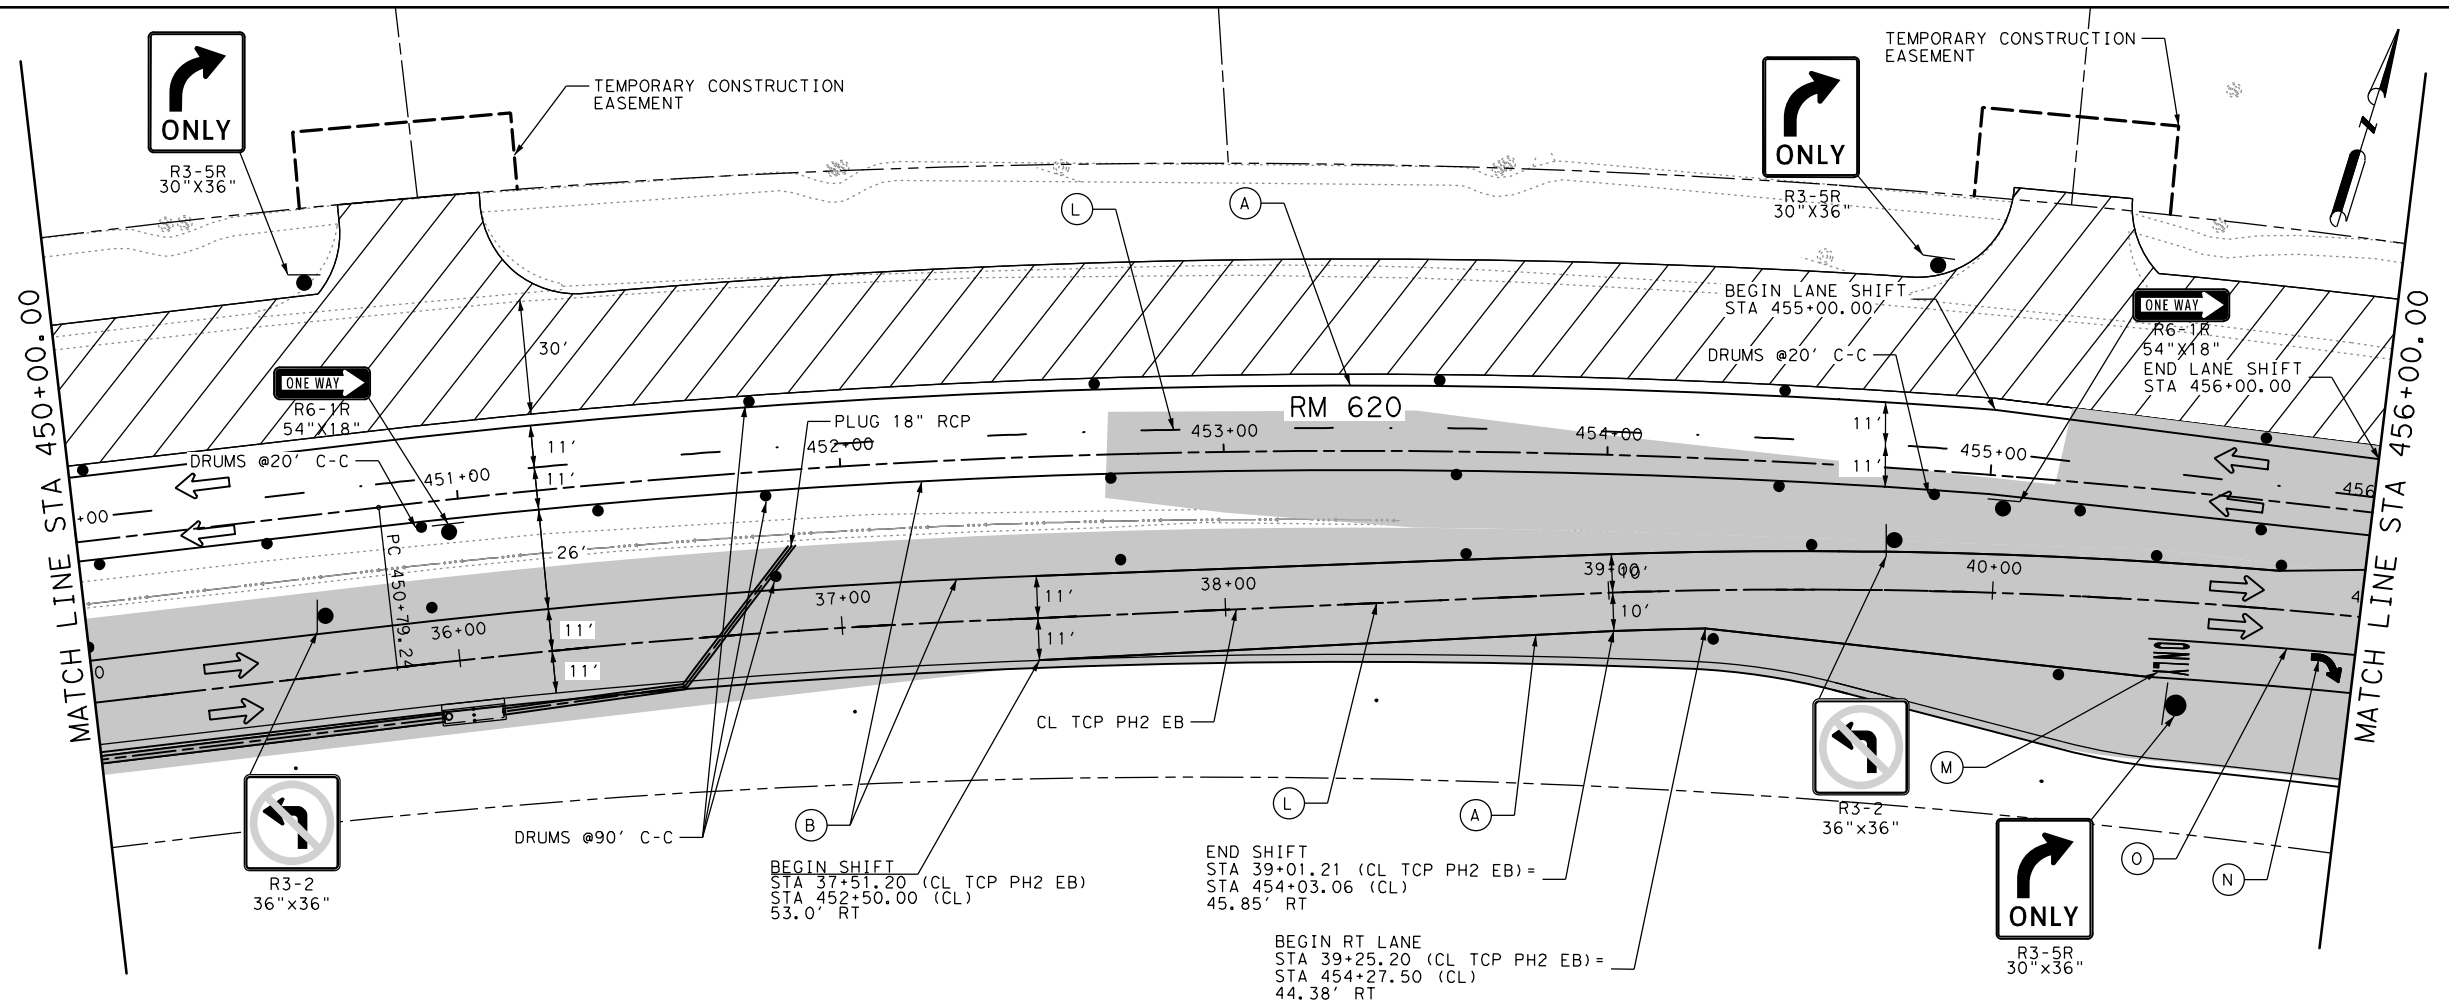 TEMPORARY CONSTRUCTION
EASEMENT
TEMPORARY CONSTRUCTION
EASEMENT
ONLY
R3-5R
30"X36"
ONLY
R3-5R
30"X36"
L
A
BEGIN LANE SHIFT
STA 455+00.00
ONE WAY
R6-1R
54"X18"
END LANE SHIFT
STA 456+00.00
MATCH LINE STA 450+00.00
MATCH LINE STA 456+00.00
N
30'
DRUMS @20' C-C
ONE WAY
R6-1R
54"X18"
DRUMS @20' C-C
PLUG 18" RCP
RM 620
+00
451+00
452+00
453+00
454+00
455+00
456
11'
11'
11'
11'
PC 450+79.24
26'
0
36+00
37+00
38+00
39+00
40+00
4
11'
11'
11'
11'
10'
10'
ONLY
CL TCP PH2 EB
R3-2
36"x36"
DRUMS @90' C-C
B
L
A
M
O
N
R3-2
36"x36"
ONLY
R3-5R
30"x36"
BEGIN SHIFT
STA 37+51.20 (CL TCP PH2 EB)
STA 452+50.00 (CL)
53.0' RT
END SHIFT
STA 39+01.21 (CL TCP PH2 EB)=
STA 454+03.06 (CL)
45.85' RT
BEGIN RT LANE
STA 39+25.20 (CL TCP PH2 EB)=
STA 454+27.50 (CL)
44.38' RT